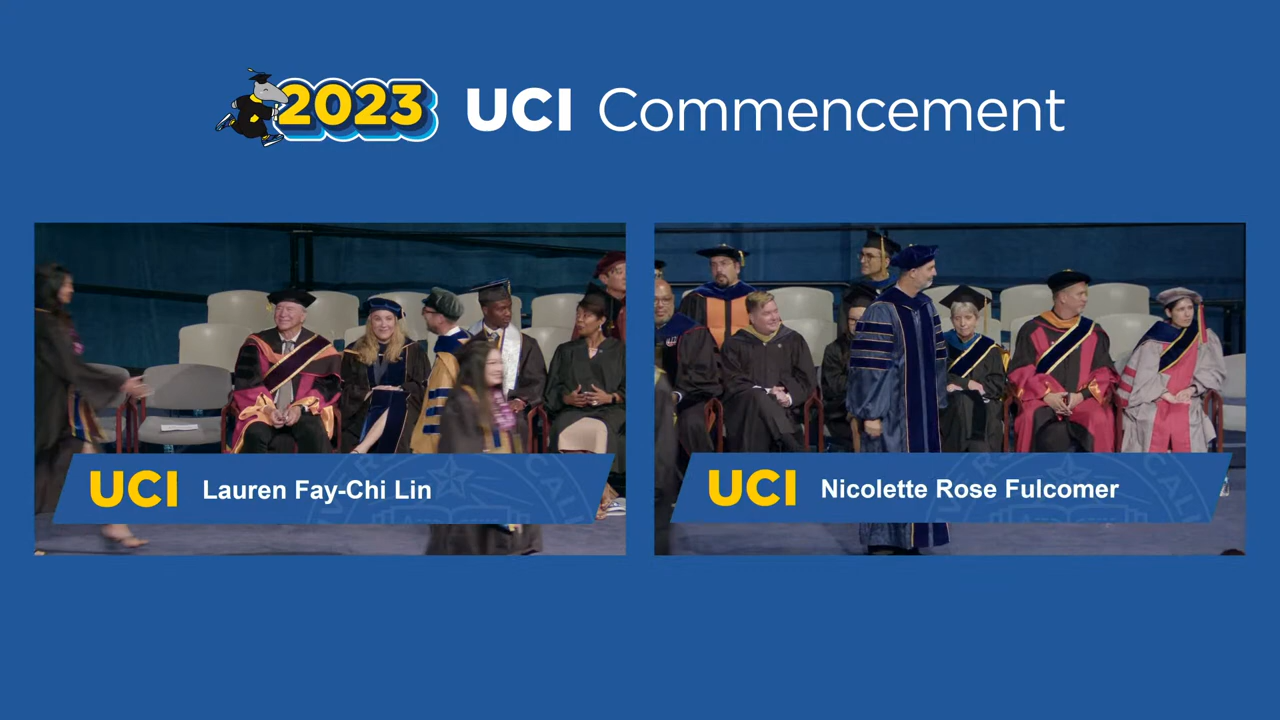 2023 UCI Commencement
UCI Lauren Fay-Chi Lin
UCI Nicolette Rose Fulcomer